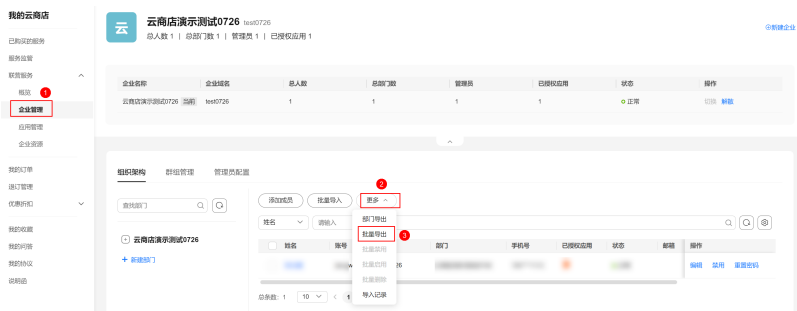 我的云商店
已购买的服务
服务监管
联营服务
概览 1
企业管理
应用管理
企业资源
我的订单
退订管理
优惠折扣
我的收藏
我的问答
我的协议
说明函
云 云商店演示测试0726 test0726
总人数 1 | 总部门数 1 | 管理员 1 | 已授权应用 1
新建企业
企业名称 企业域名 总人数 总部门数 管理员 已授权应用 状态 操作
云商店演示测试0726 当前 test0726 1 1 1 1 正常 切换 解散
组织架构 群组管理 管理员配置
2
查找部门
添加成员 批量导入 更多
云商店演示测试0726
新建部门
姓名 请输入
部门导出
批量导出 3
批量禁用
批量启用
批量删除
导入记录
姓名 账号 部门 手机号 已授权应用 状态 邮箱 操作
26 编辑 禁用 重置密码
总条数: 1 10 < 1